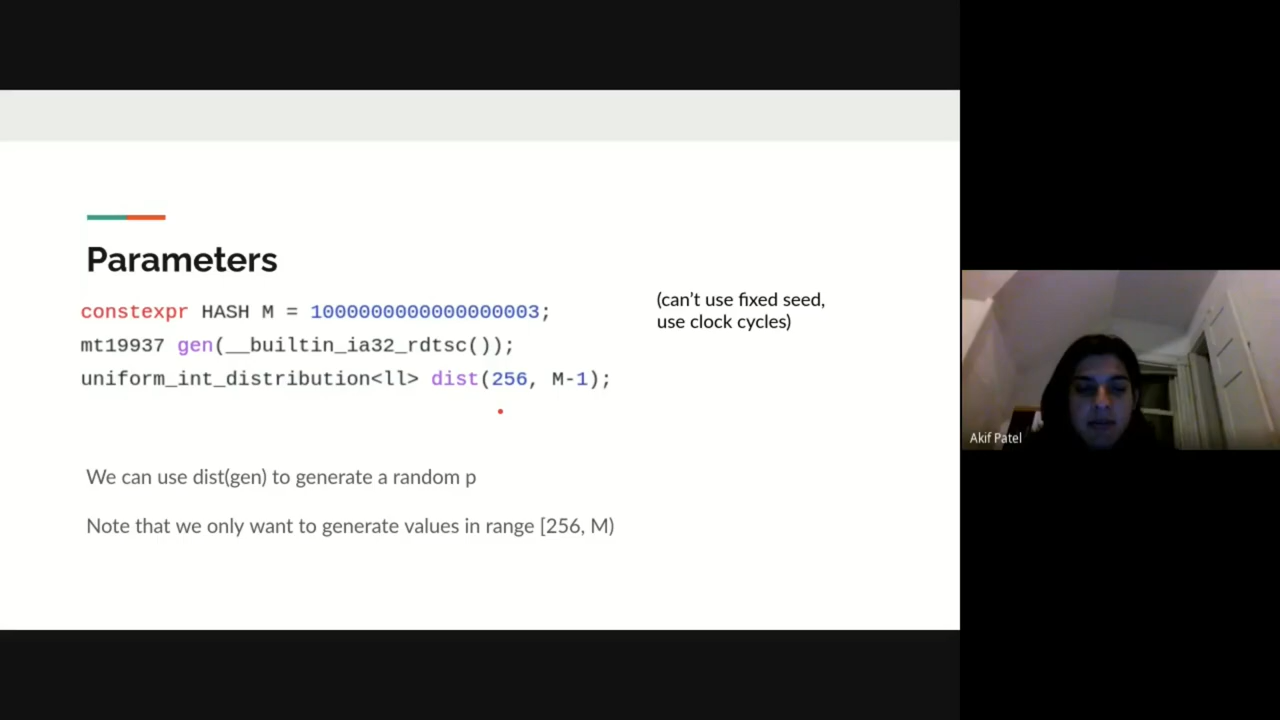 Parameters
constexpr HASH M = 1000000000000000003;
mt19937 gen(__builtin_ia32_rdtsc());
uniform_int_distribution<ll> dist(256, M-1);
(can’t use fixed seed,
use clock cycles)
We can use dist(gen) to generate a random p
Note that we only want to generate values in range [256, M)
Akif Patel